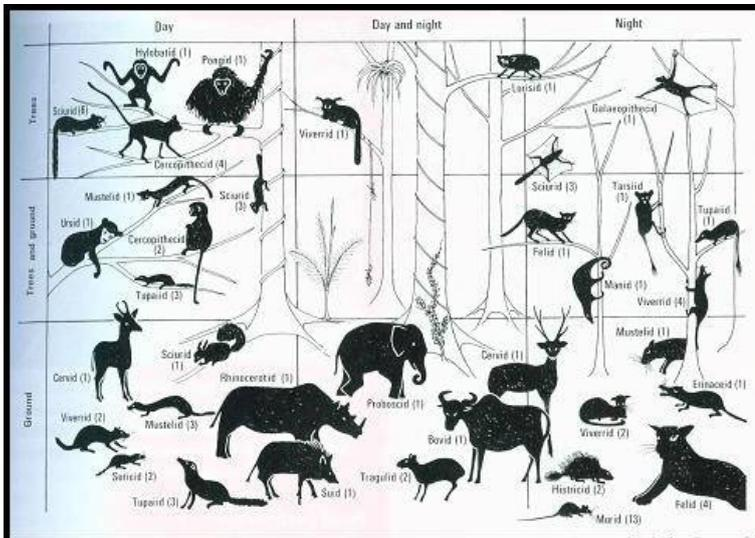 Day
Day and night
Night
Trees
Hylobatid (1)
Pongid (1)
Sciurid (6)
Cercopithecid (4)
Viverrid (1)
Lorisid (1)
Galaeopithecid
(1)
Trees and ground
Mustelid (1)
Sciurid
(3)
Ursid (1)
Cercopithecid
(2)
Tupaiid (3)
Sciurid (3)
Tarsiid
(1)
Tupaiid
(1)
Felid (1)
Manid (1)
Viverrid (4)
Ground
Cervid (1)
Sciurid
(1)
Rhinocerotid (1)
Proboscid (1)
Cervid (1)
Mustelid (1)
Erinaceid (1)
Viverrid (2)
Mustelid (3)
Bovid (1)
Viverrid (2)
Soricid (2)
Tupaiid (3)
Suid (1)
Tragulid (2)
Histricid (2)
Felid (4)
Murid (13)